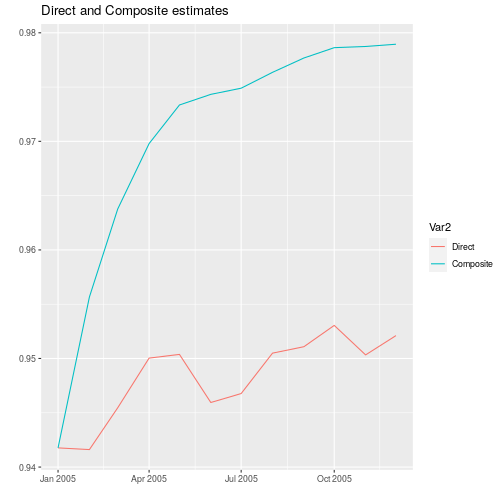 Direct and Composite estimates
0.98
0.97
0.96
0.95
0.94
Jan 2005 Apr 2005 Jul 2005 Oct 2005
Var2
Direct
Composite